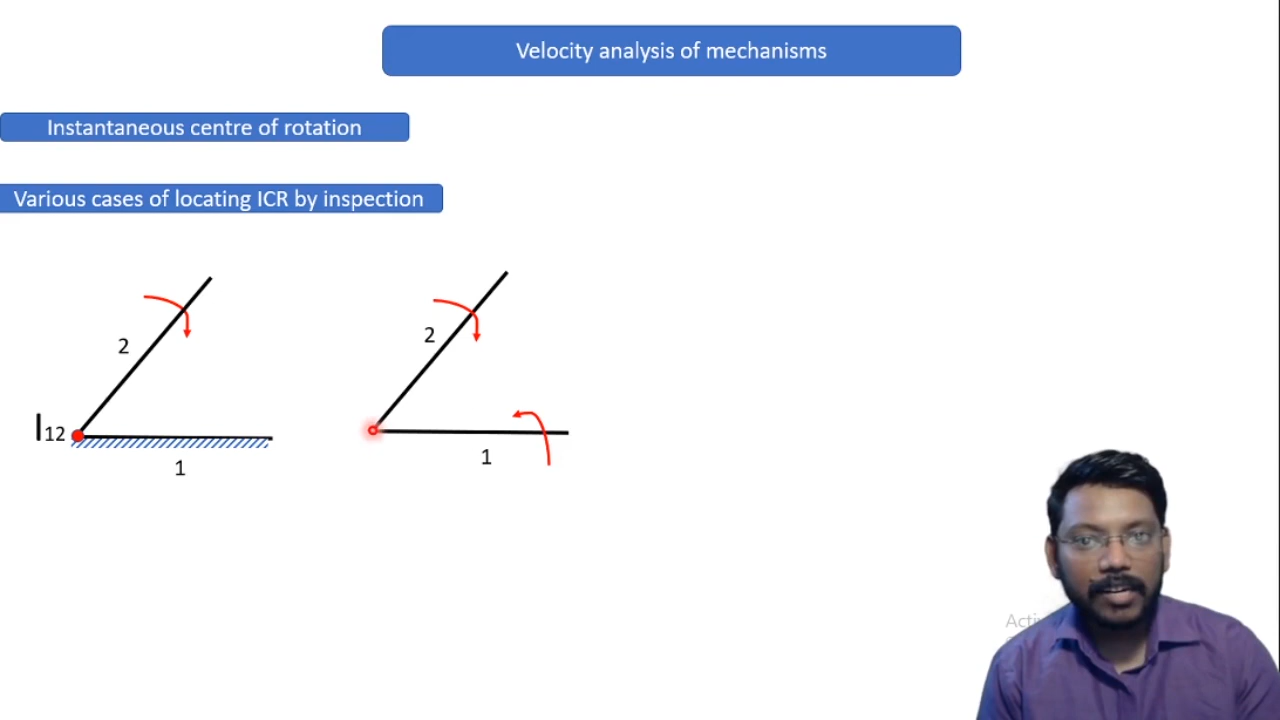 Velocity analysis of mechanisms
Instantaneous centre of rotation
Various cases of locating ICR by inspection
2
I12
1
2
1